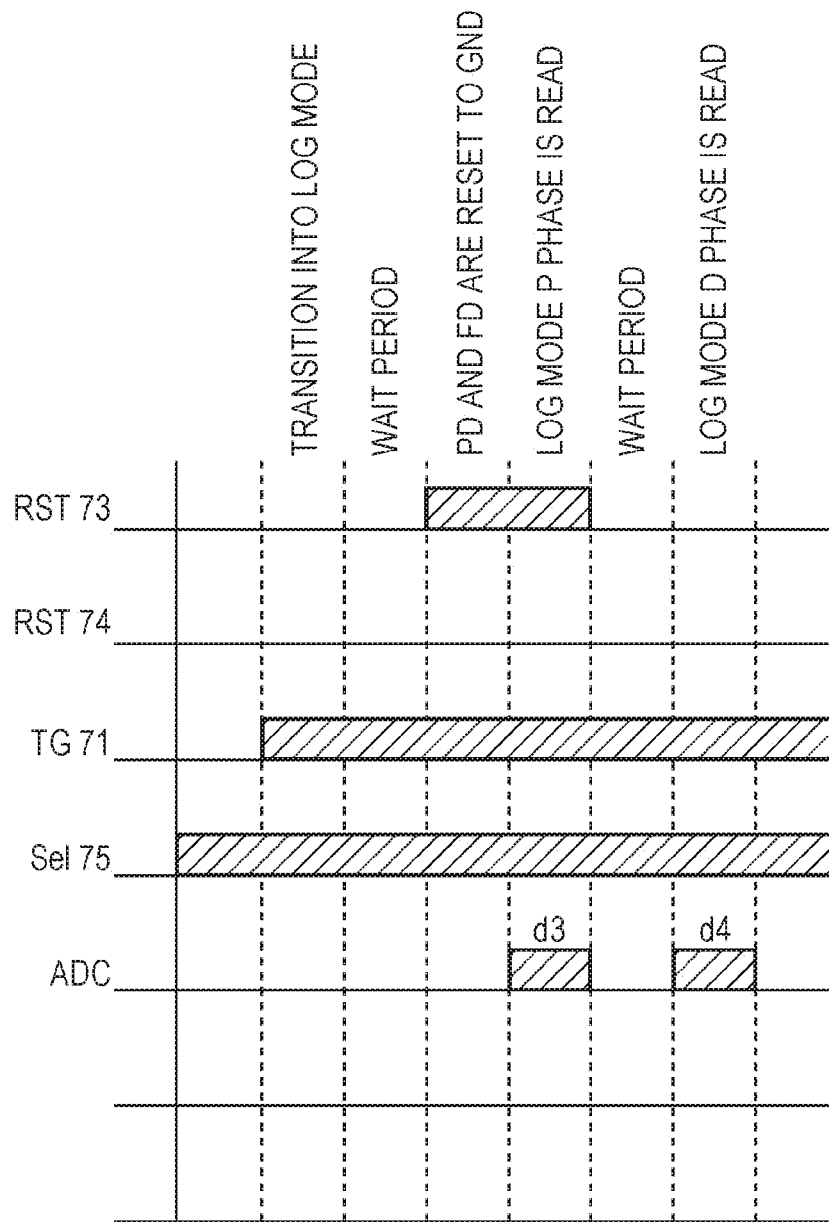 TRANSITION INTO LOG MODE
WAIT PERIOD
PD AND FD ARE RESET TO GND
LOG MODE P PHASE IS READ
WAIT PERIOD
LOG MODE D PHASE IS READ
RST 73
RST 74
TG 71
Sel 75
d3
d4
ADC